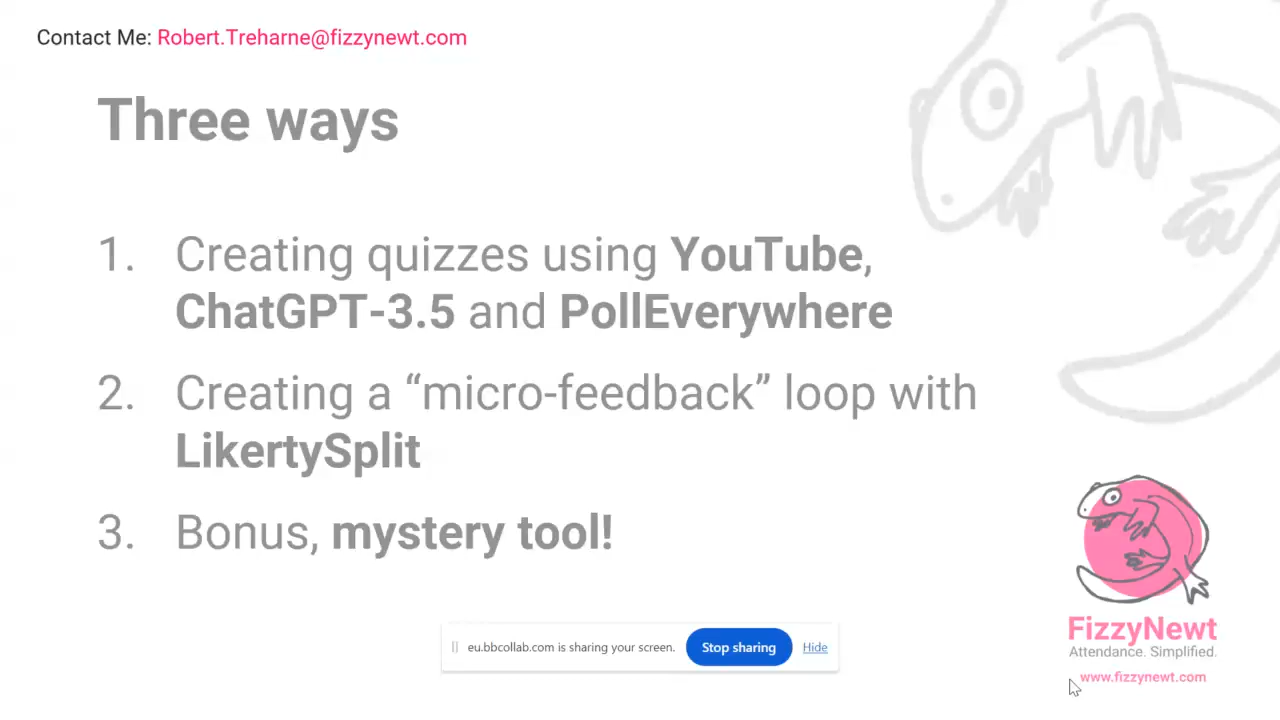 Contact Me: Robert.Treharne@fizzynewt.com
Three ways
1. Creating quizzes using YouTube,
ChatGPT-3.5 and PollEverywhere
2. Creating a “micro-feedback” loop with
LikertySplit
3. Bonus, mystery tool!
eu.bbcollab.com is sharing your screen. Stop sharing Hide
FizzyNewt
Attendance. Simplified.
www.fizzynewt.com